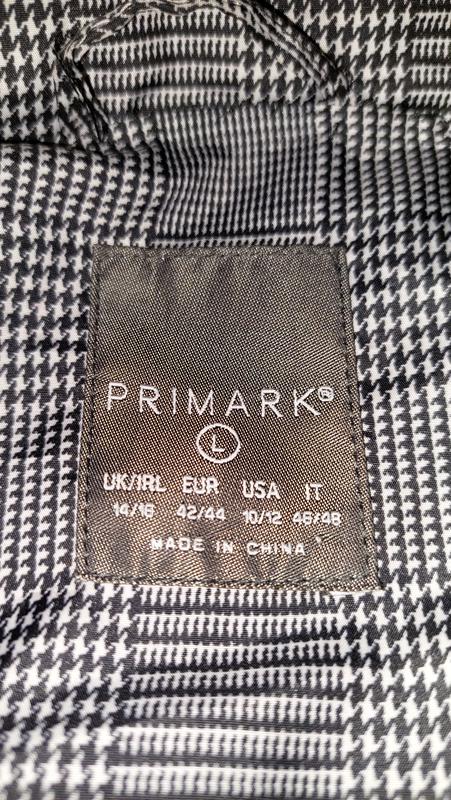 PRIMARK®
L
UK/IRL EUR USA IT
14/16 42/44 10/12 46/48
MADE IN CHINA